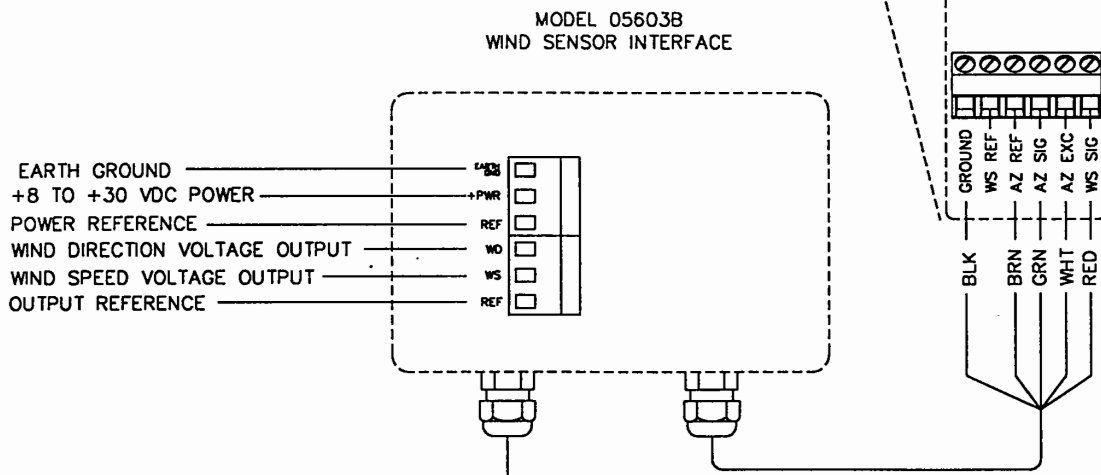 MODEL 05603B
WIND SENSOR INTERFACE
EARTH GROUND
+8 TO +30 VDC POWER
POWER REFERENCE
WIND DIRECTION VOLTAGE OUTPUT
WIND SPEED VOLTAGE OUTPUT
OUTPUT REFERENCE
EARTH
GND
+PWR
REF
WD
WS
REF
GROUND
WS REF
AZ REF
AZ SIG
AZ EXC
WS SIG
BLK
BRN
GRN
WHT
RED